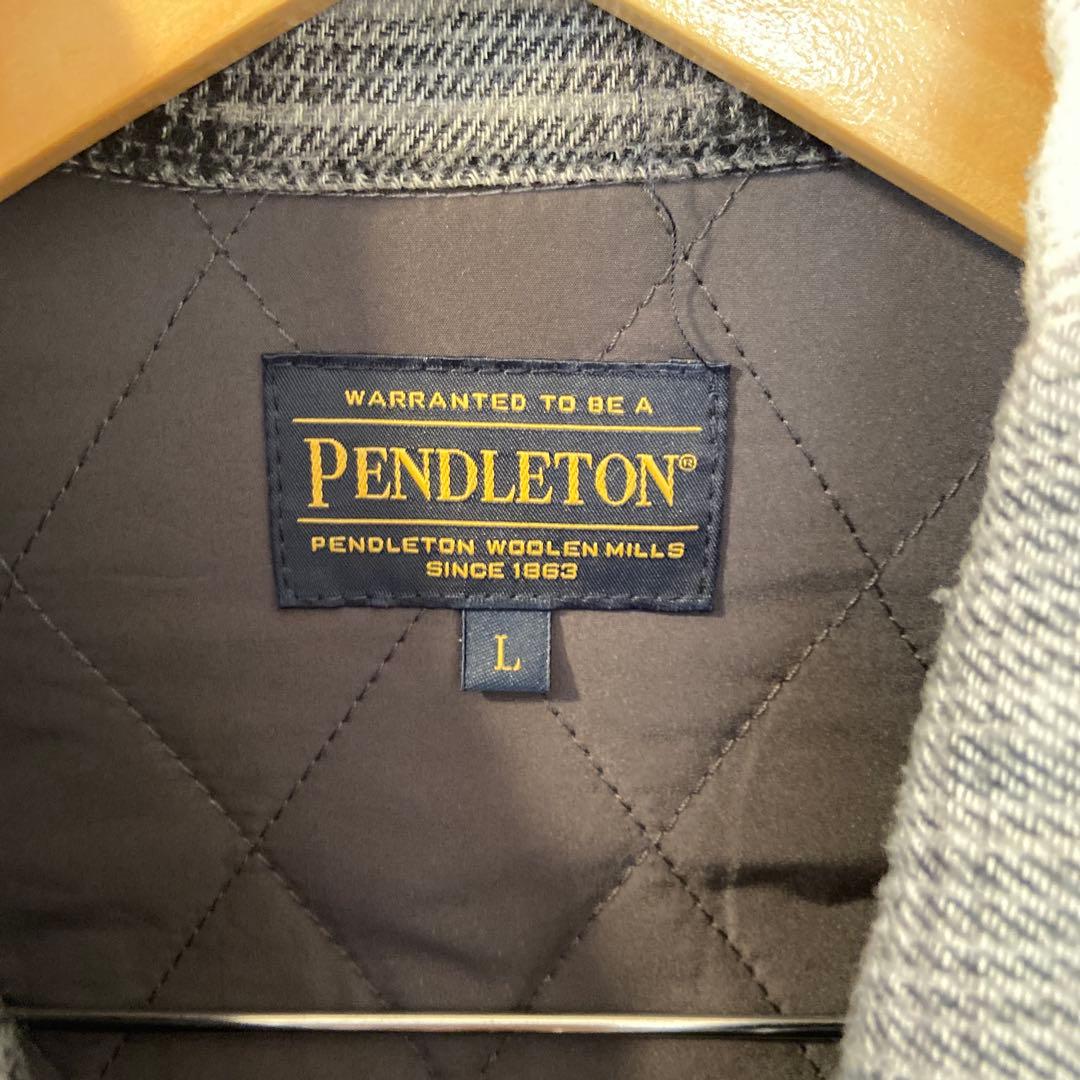 WARRANTED TO BE A
PENDLETON®
PENDLETON WOOLEN MILLS
SINCE 1863
L